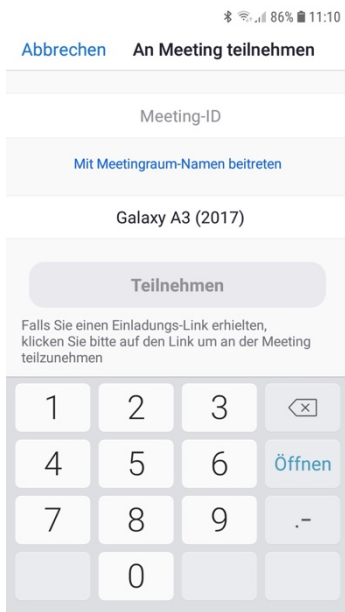 86% 11:10
Abbrechen An Meeting teilnehmen
Meeting-ID
Mit Meetingraum-Namen beitreten
Galaxy A3 (2017)
Teilnehmen
Falls Sie einen Einladungs-Link erhielten,
klicken Sie bitte auf den Link um an der Meeting
teilzunehmen
1 2 3
4 5 6 Öffnen
7 8 9 .-
0